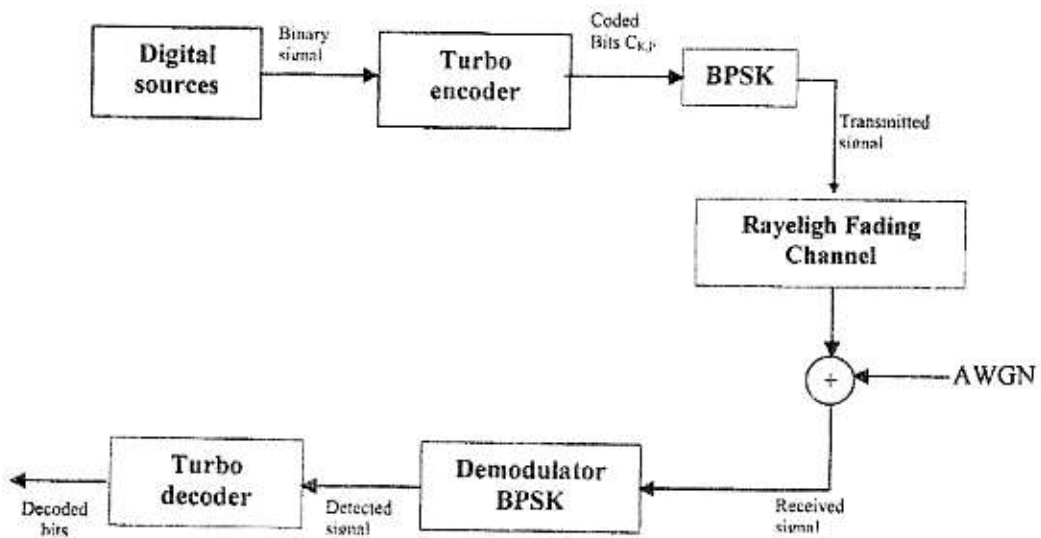 Digital
sources
Binary
signal
Turbo
encoder
Coded
Bits C_K,P
BPSK
Transmitted
signal
Rayeligh Fading
Channel
+
AWGN
Received
signal
Demodulator
BPSK
Detected
signal
Turbo
decoder
Decoded
bits